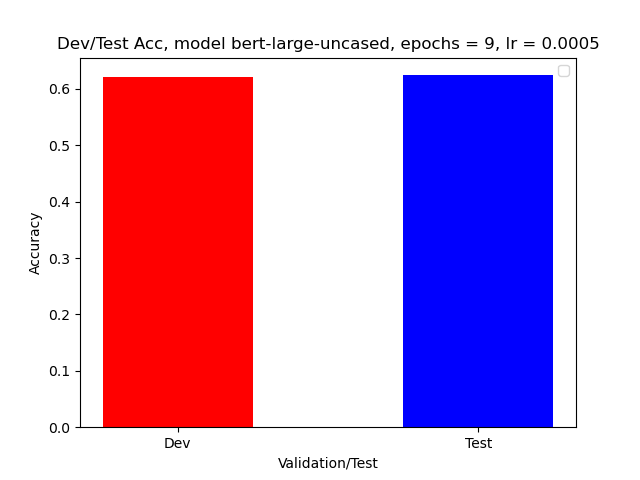 Dev/Test Acc, model bert-large-uncased, epochs = 9, lr = 0.0005
0.6
0.5
0.4
0.3
0.2
0.1
0.0
Accuracy
Dev Test
Validation/Test